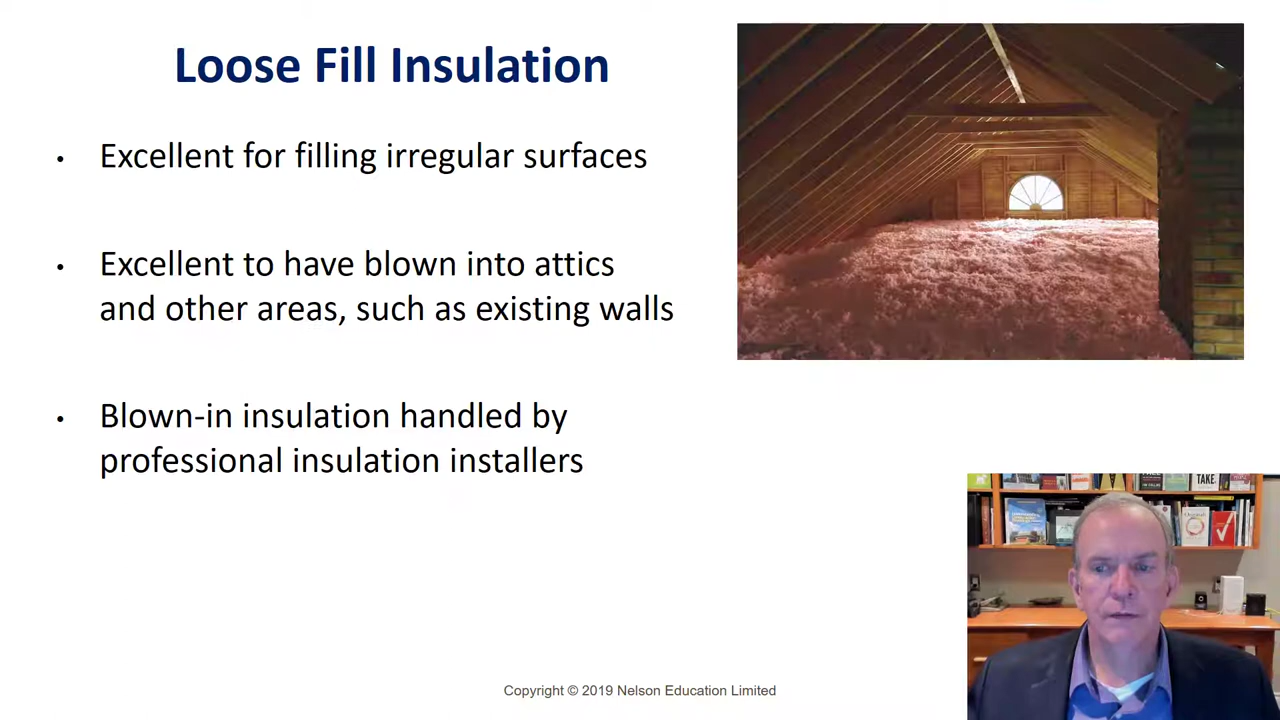 Loose Fill Insulation
• Excellent for filling irregular surfaces
• Excellent to have blown into attics
and other areas, such as existing walls
• Blown-in insulation handled by
professional insulation installers
TAKE.
Copyright © 2019 Nelson Education Limited